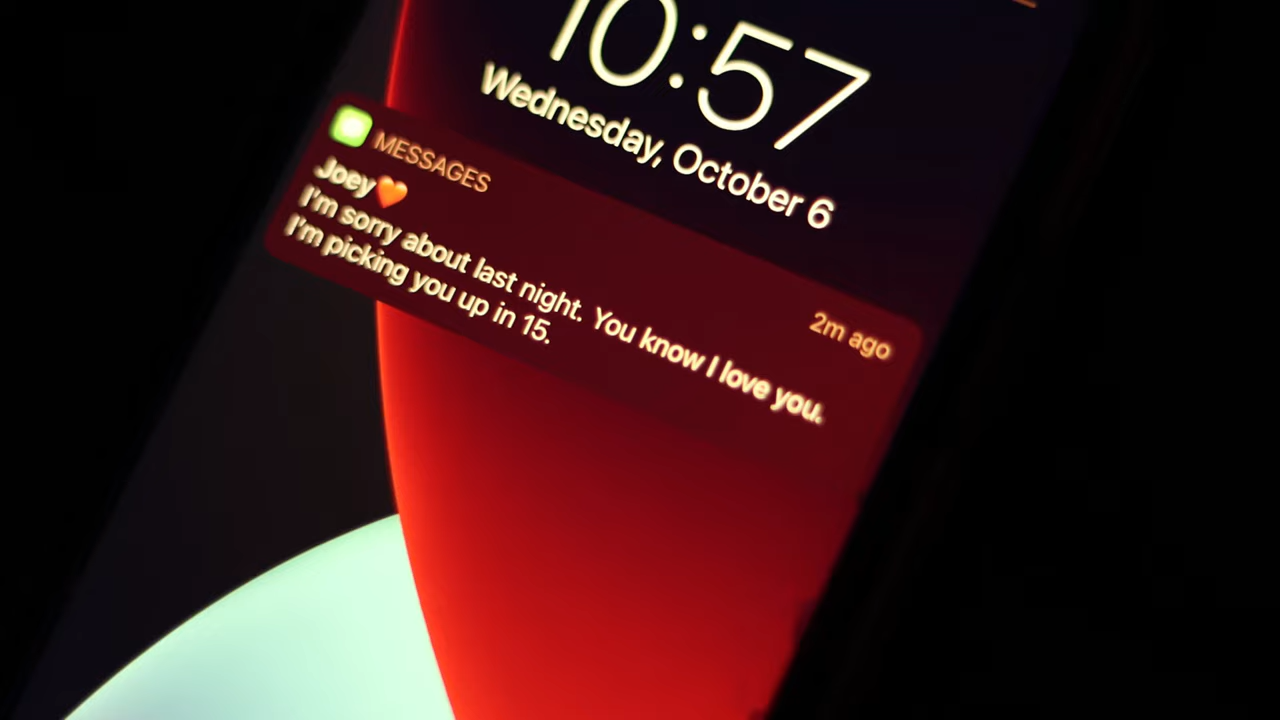 10:57
Wednesday, October 6
MESSAGES
2m ago
Joey🧡
I'm sorry about last night. You know I love you.
I'm picking you up in 15.